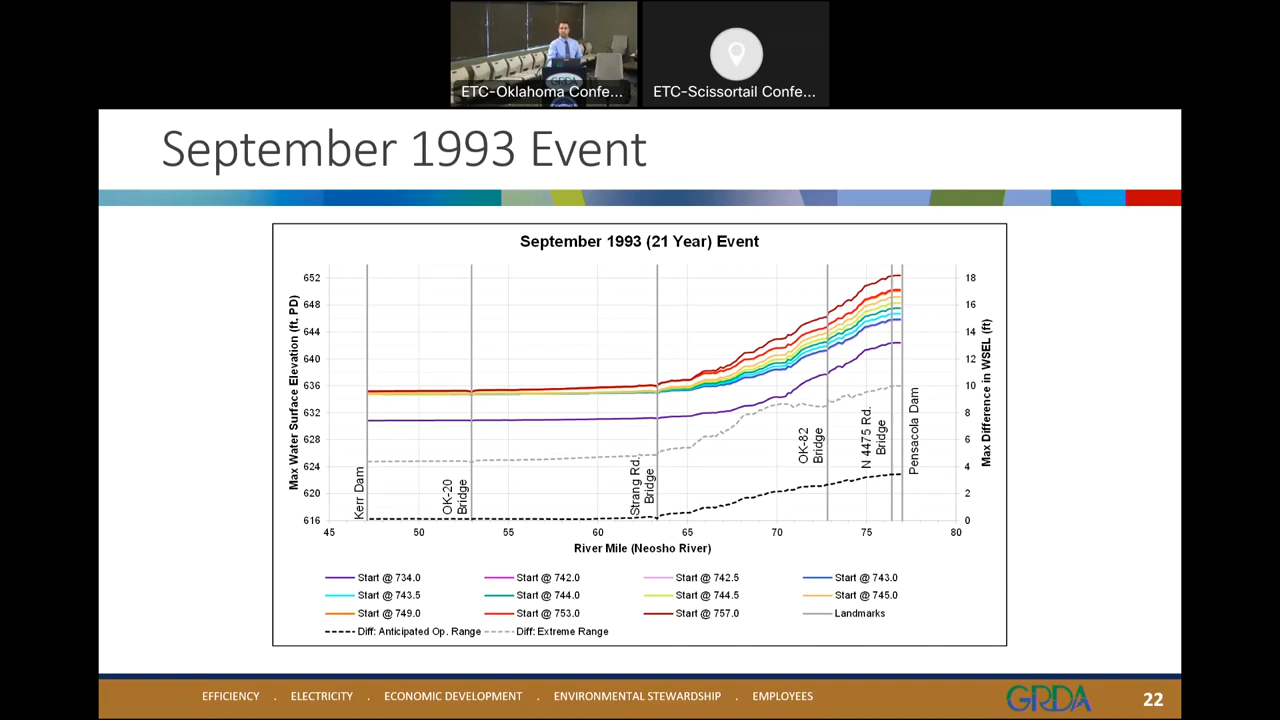 ETC-Oklahoma Confe...
ETC-Scissortail Confe...
GRDA
September 1993 Event
September 1993 (21 Year) Event
Max Water Surface Elevation (ft, PD)
652
648
644
640
636
632
628
624
620
616
18
16
14
12
10
8
6
4
2
0
Max Difference in WSEL (ft)
Kerr Dam
OK-20
Bridge
Strang Rd.
Bridge
OK-82
Bridge
N 4475 Rd.
Bridge
Pensacola Dam
45 50 55 60 65 70 75 80
River Mile (Neosho River)
Start @ 734.0 Start @ 742.0 Start @ 742.5 Start @ 743.0
Start @ 743.5 Start @ 744.0 Start @ 744.5 Start @ 745.0
Start @ 749.0 Start @ 753.0 Start @ 757.0 Landmarks
Diff: Anticipated Op. Range Diff: Extreme Range
EFFICIENCY . ELECTRICITY . ECONOMIC DEVELOPMENT . ENVIRONMENTAL STEWARDSHIP . EMPLOYEES
GRDA
22